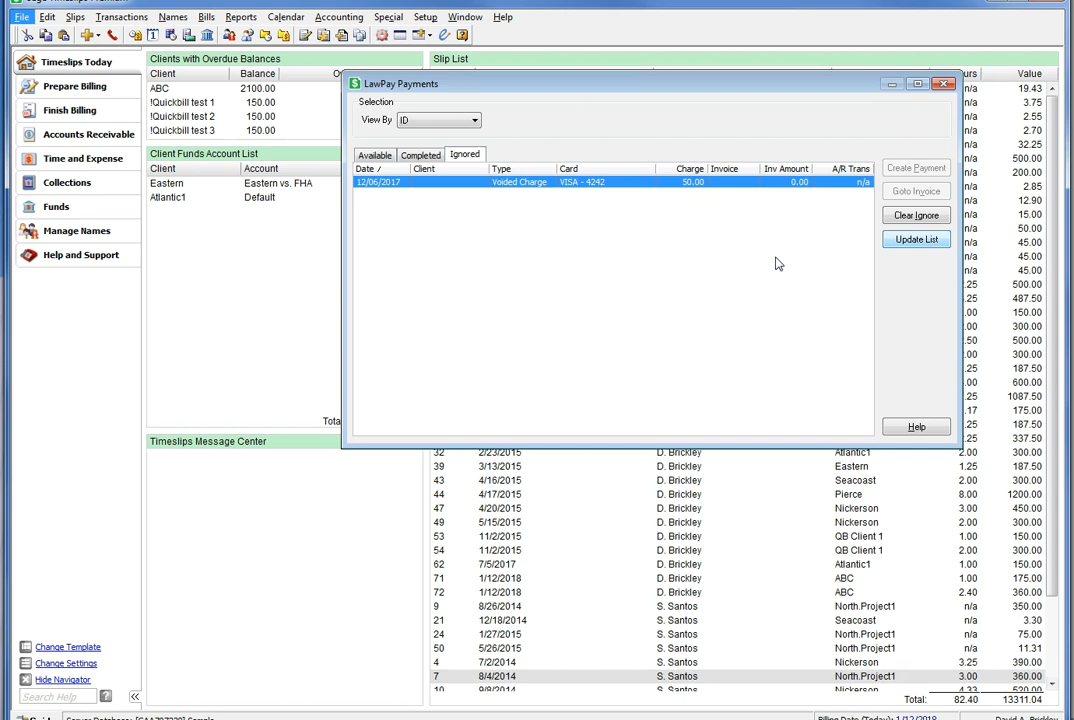 File Edit Slips Transactions Names Bills Reports Calendar Accounting Special Setup Window Help
Timeslips Today
Prepare Billing
Finish Billing
Accounts Receivable
Time and Expense
Collections
Funds
Manage Names
Help and Support
Change Template
Change Settings
Hide Navigator
Search Help
Clients with Overdue Balances
Client Balance
ABC 2100.00
!Quickbill test 1 150.00
!Quickbill test 2 150.00
!Quickbill test 3 150.00
Client Funds Account List
Client Account
Eastern Eastern vs. FHA
Atlantic1 Default
Timeslips Message Center
LawPay Payments
Selection
View By ID
Available Completed Ignored
Date / Client Type Card Charge Invoice Inv Amount A/R Trans
12/06/2017 Voided Charge VISA - 4242 50.00 0.00 n/a
Create Payment
Goto Invoice
Clear Ignore
Update List
Help
Slip List
Value
n/a 19.43
n/a 3.75
n/a 2.55
n/a 2.70
n/a 32.25
n/a 500.00
n/a 200.00
n/a 2.85
n/a 12.90
n/a 15.00
n/a 50.00
n/a 45.00
n/a 45.00
n/a 45.00
.25 500.00
.25 487.50
.00 150.00
.00 300.00
.50 500.00
.00 300.00
.25 187.50
.00 600.00
.25 1087.50
.17 175.00
.25 187.50
.25 337.50
32 2/23/2015 D. Brickley Atlantic1 2.00 300.00
39 3/13/2015 D. Brickley Eastern 1.25 187.50
43 4/16/2015 D. Brickley Seacoast 2.00 300.00
44 4/17/2015 D. Brickley Pierce 8.00 1200.00
47 4/20/2015 D. Brickley Nickerson 3.00 450.00
49 5/15/2015 D. Brickley Nickerson 2.00 300.00
53 11/2/2015 D. Brickley QB Client 1 1.00 150.00
54 11/2/2015 D. Brickley QB Client 1 2.00 300.00
62 7/5/2017 D. Brickley Atlantic1 1.00 150.00
71 1/12/2018 D. Brickley ABC 1.00 175.00
72 1/12/2018 D. Brickley ABC 2.40 360.00
9 8/26/2014 S. Santos North.Project1 n/a 350.00
21 12/18/2014 S. Santos Seacoast n/a 3.30
24 1/27/2015 S. Santos North.Project1 n/a 75.00
50 5/26/2015 S. Santos North.Project1 n/a 11.31
4 7/2/2014 S. Santos Nickerson 3.25 390.00
7 8/4/2014 S. Santos North.Project1 3.00 360.00
10 9/8/2014 S. Santos Nickerson 4.33 520.00
Total: 82.40 13311.04